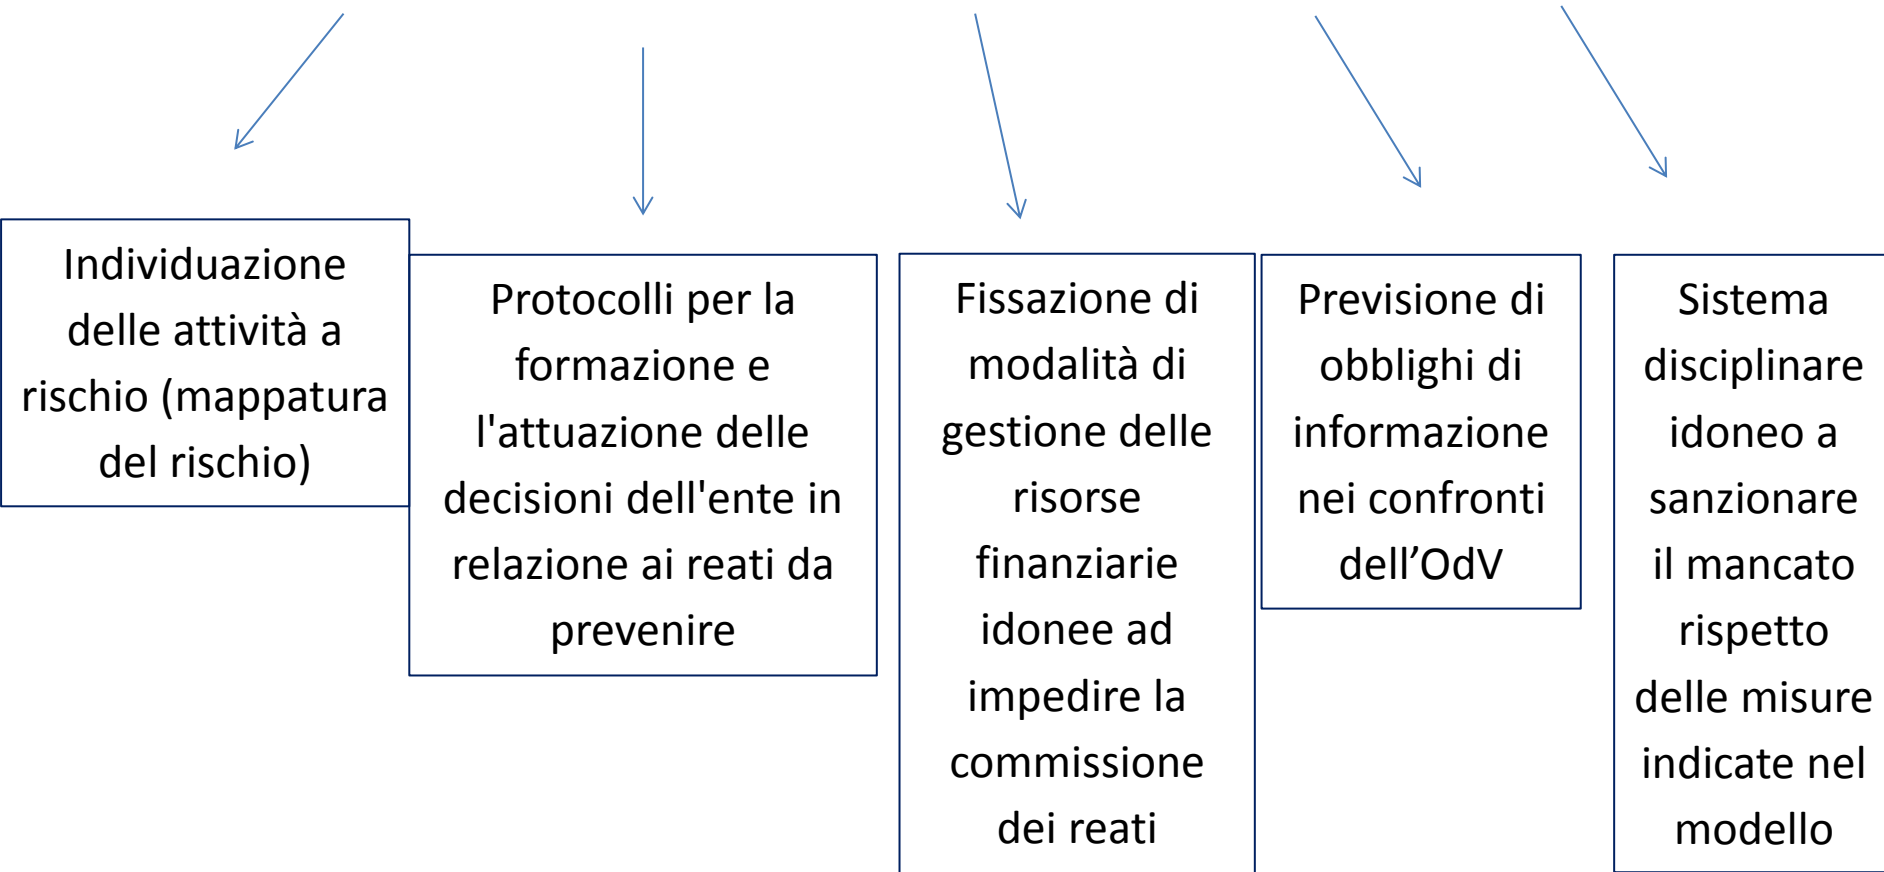 Individuazione
delle attività a
rischio (mappatura
del rischio)
Protocolli per la
formazione e
l'attuazione delle
decisioni dell'ente in
relazione ai reati da
prevenire
Fissazione di
modalità di
gestione delle
risorse
finanziarie
idonee ad
impedire la
commissione
dei reati
Previsione di
obblighi di
informazione
nei confronti
dell’OdV
Sistema
disciplinare
idoneo a
sanzionare
il mancato
rispetto
delle misure
indicate nel
modello